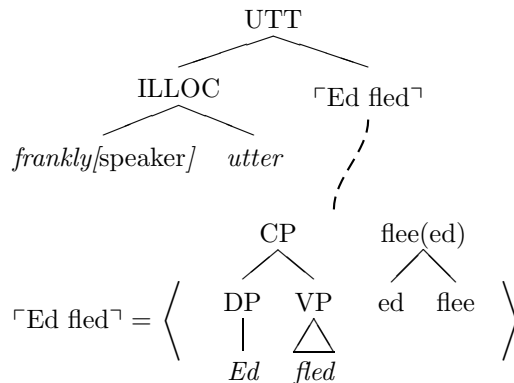 UTT
ILLOC ⌜Ed fled⌝
frankly[speaker] utter
CP flee(ed)
⌜Ed fled⌝ = ⟨ DP VP ed flee ⟩
Ed fled